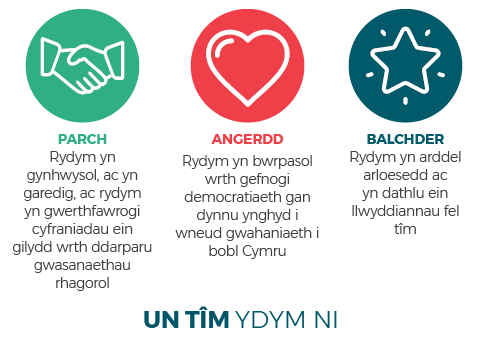 PARCH
Rydym yn
gynhwysol, ac yn
garedig, ac rydym
yn gwerthfawrogi
cyfraniadau ein
gilydd wrth ddarparu
gwasanaethau
rhagorol
ANGERDD
Rydym yn bwrpasol
wrth gefnogi
democratiaeth gan
dynnu ynghyd i
wneud gwahaniaeth i
bobl Cymru
BALCHDER
Rydym yn arddel
arloesedd ac
yn dathlu ein
llwyddiannau fel
tîm
UN TÎM YDYM NI